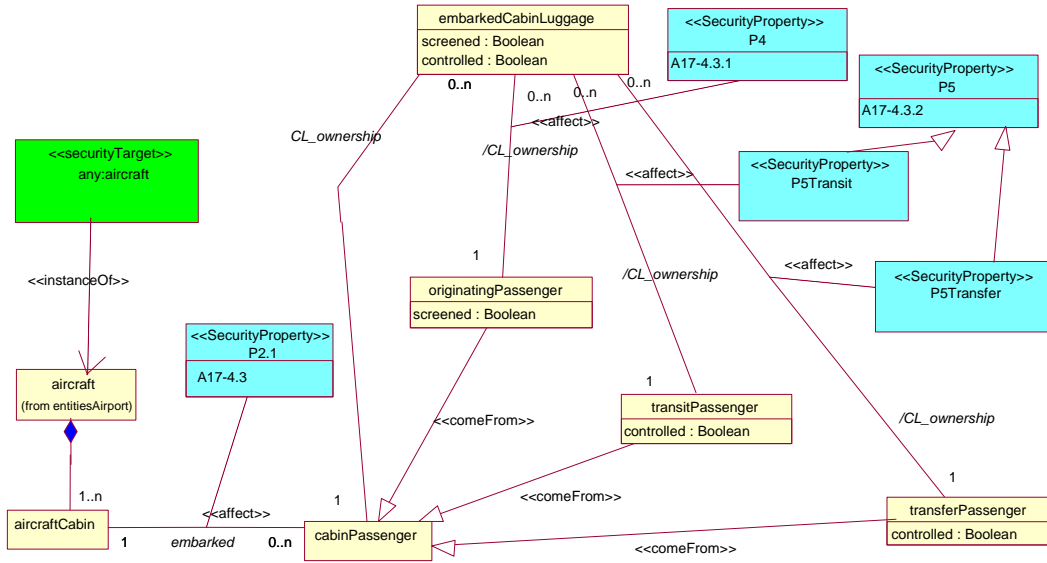 embarkedCabinLuggage
screened : Boolean
controlled : Boolean
<<SecurityProperty>>
P4
A17-4.3.1
<<SecurityProperty>>
P5
A17-4.3.2
0..n
0..n
0..n
0..n
<<affect>>
CL_ownership
/CL_ownership
<<securityTarget>>
any:aircraft
<<SecurityProperty>>
P5Transit
<<affect>>
1
/CL_ownership
<<affect>>
<<SecurityProperty>>
P5Transfer
<<instanceOf>>
originatingPassenger
screened : Boolean
<<SecurityProperty>>
P2.1
A17-4.3
aircraft
(from entitiesAirport)
1
transitPassenger
controlled : Boolean
<<comeFrom>>
/CL_ownership
1
1..n
1
<<comeFrom>>
aircraftCabin
<<affect>>
1
embarked
0..n
cabinPassenger
transferPassenger
controlled : Boolean
<<comeFrom>>